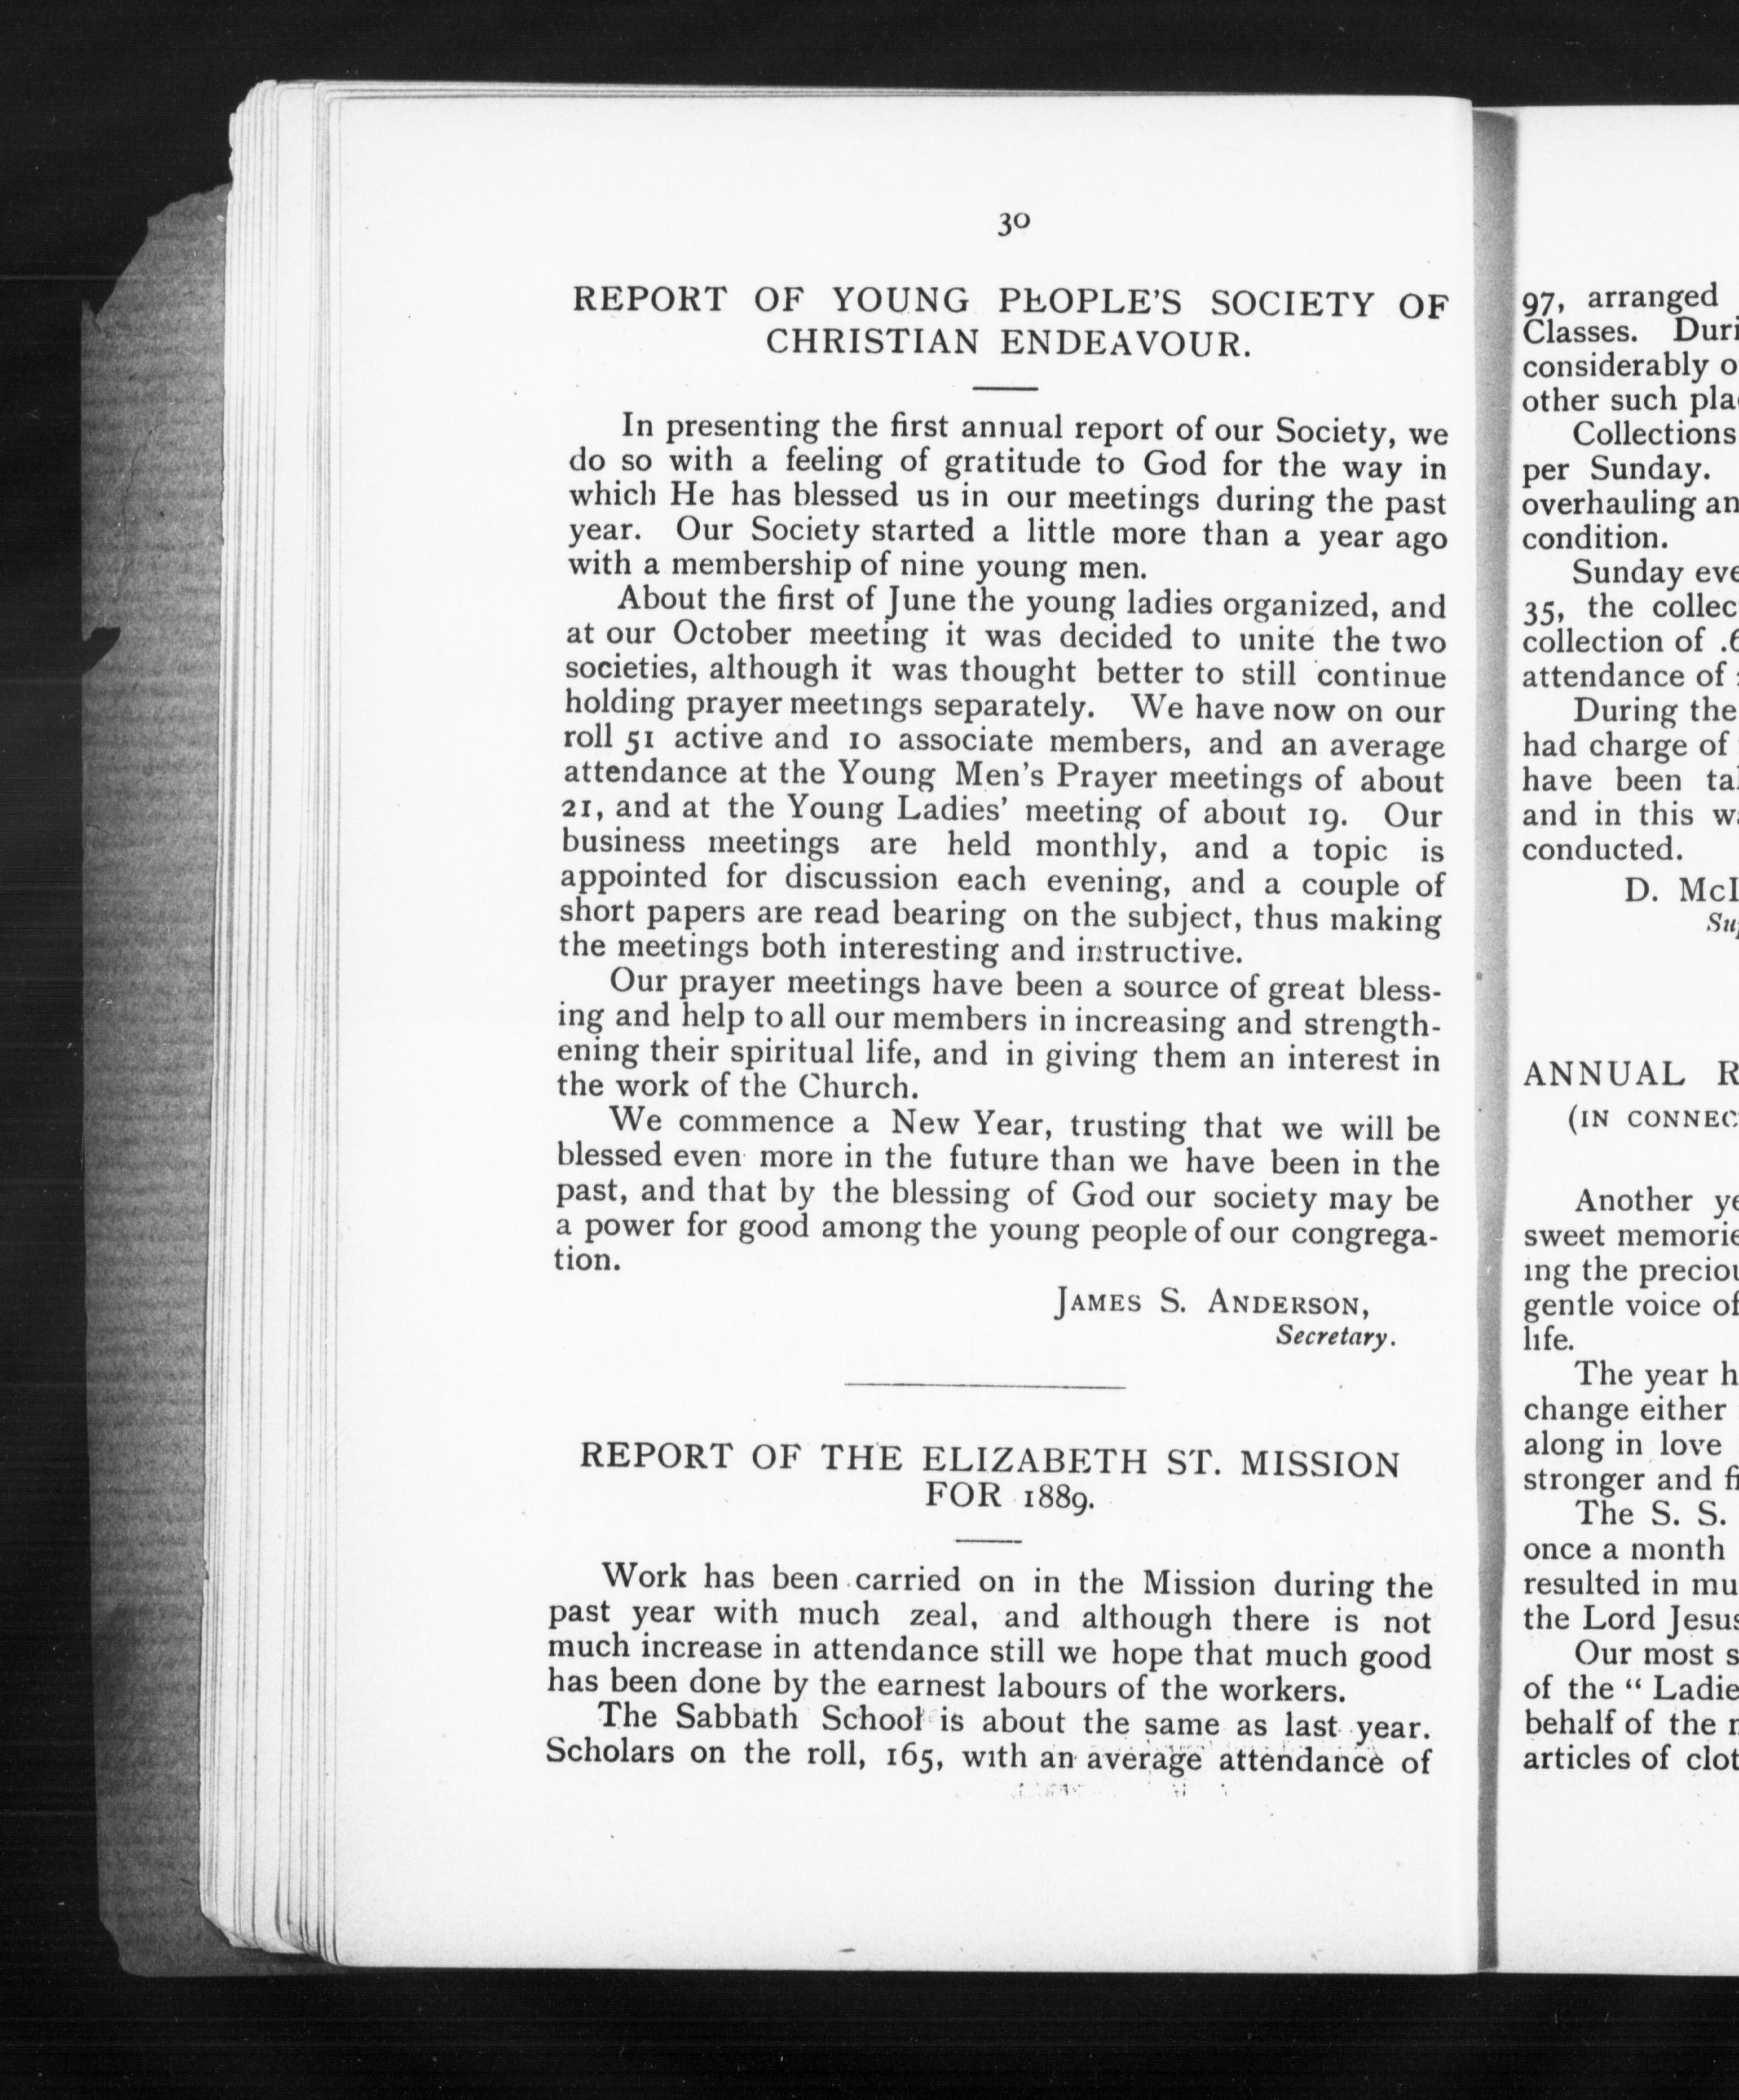 30
REPORT OF YOUNG PEOPLE'S SOCIETY OF
CHRISTIAN ENDEAVOUR.
In presenting the first annual report of our Society, we
do so with a feeling of gratitude to God for the way in
which He has blessed us in our meetings during the past
year. Our Society started a little more than a year ago
with a membership of nine young men.
About the first of June the young ladies organized, and
at our October meeting it was decided to unite the two
societies, although it was thought better to still continue
holding prayer meetings separately. We have now on our
roll 51 active and 10 associate members, and an average
attendance at the Young Men's Prayer meetings of about
21, and at the Young Ladies' meeting of about 19. Our
business meetings are held monthly, and a topic is
appointed for discussion each evening, and a couple of
short papers are read bearing on the subject, thus making
the meetings both interesting and instructive.
Our prayer meetings have been a source of great bless-
ing and help to all our members in increasing and strength-
ening their spiritual life, and in giving them an interest in
the work of the Church.
We commence a New Year, trusting that we will be
blessed even more in the future than we have been in the
past, and that by the blessing of God our society may be
a power for good among the young people of our congrega-
tion.
JAMES S. ANDERSON,
Secretary.
REPORT OF THE ELIZABETH ST. MISSION
FOR 1889.
Work has been carried on in the Mission during the
past year with much zeal, and although there is not
much increase in attendance still we hope that much good
has been done by the earnest labours of the workers.
The Sabbath School is about the same as last year.
Scholars on the roll, 165, with an average attendance of
97, arranged
Classes.
considerably
other such
Collections
per Sunday.
overhauling
condition.
Sunday
35, the
collection of
attendance of
During the
had charge of
have been
and in this
conducted.
D.
ANNUAL
(IN
Another
sweet
ing the
gentle voice of
life.
The year
change either
along in love
stronger and
The S. S.
once a month
resulted in
the Lord
Our most
of the "
behalf of the
articles of